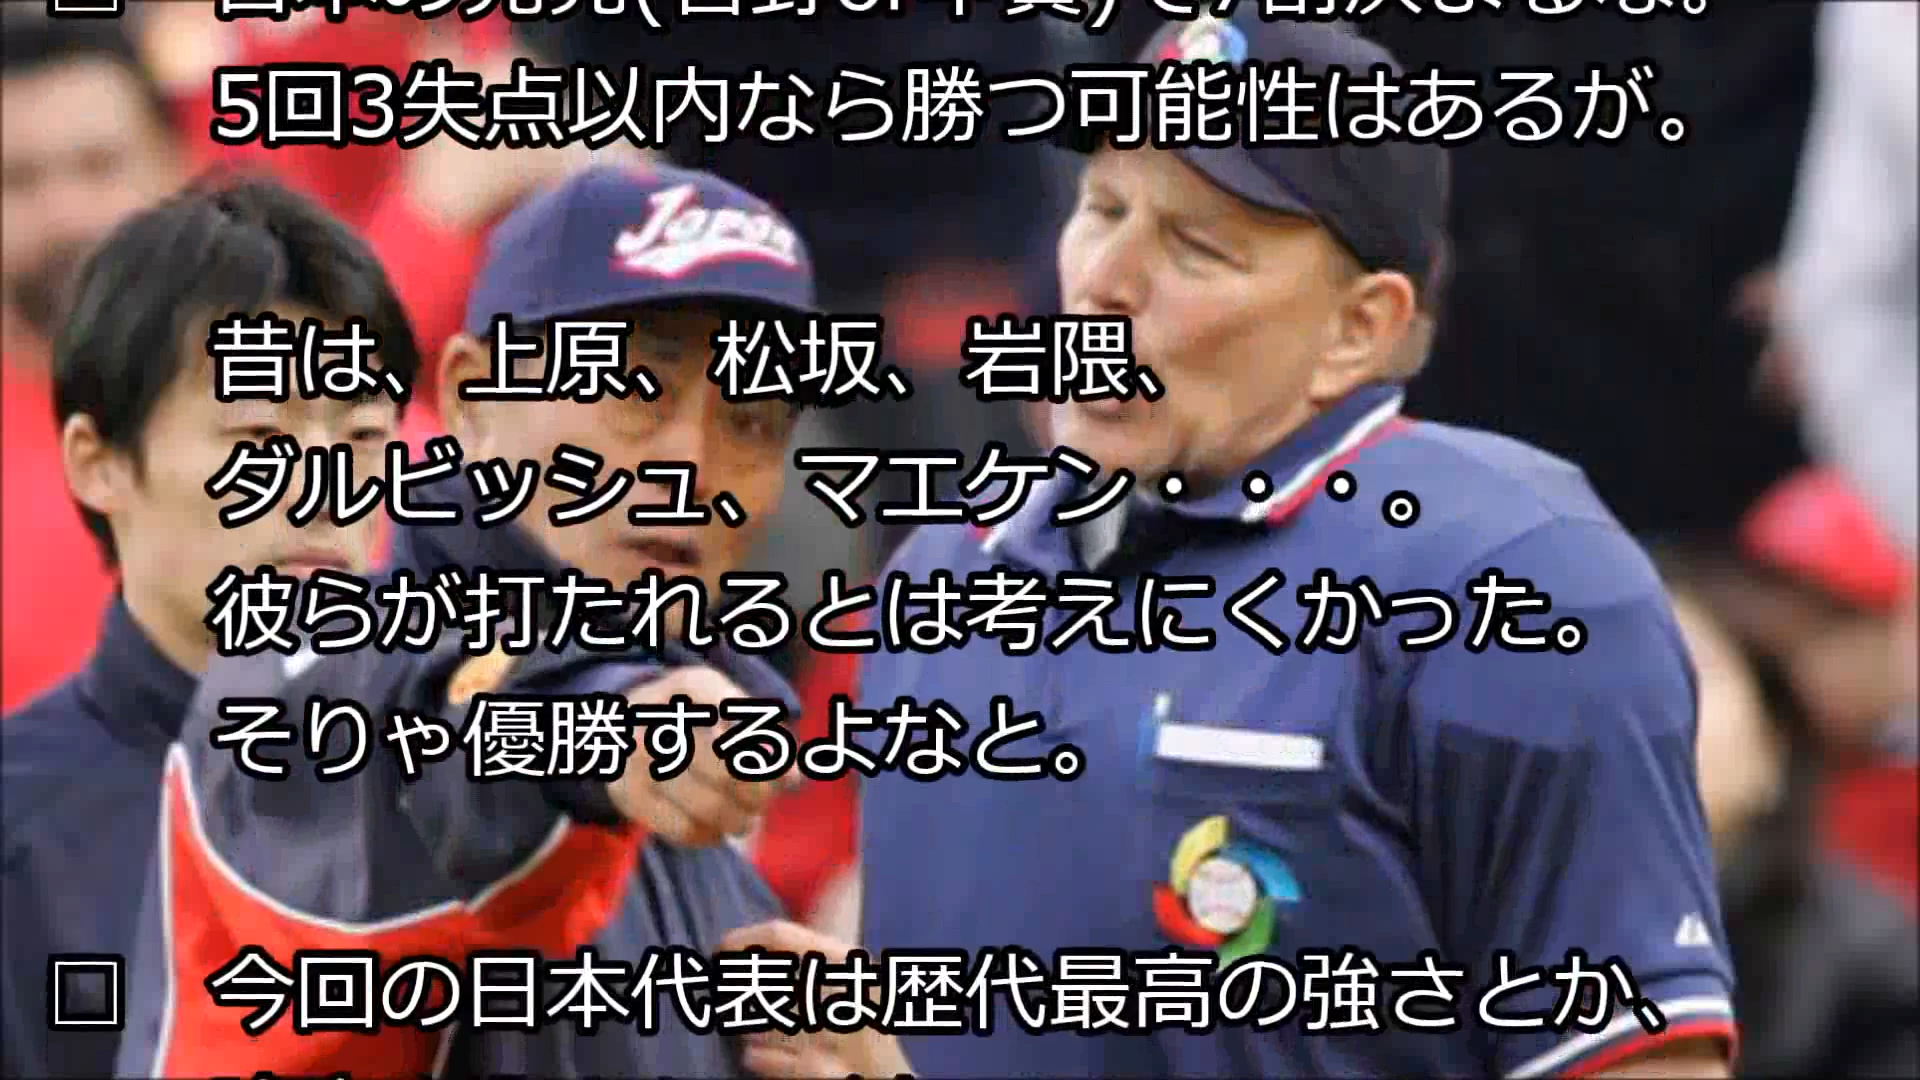 5回3失点以内なら勝つ可能性はあるが。
Japan
昔は、上原、松坂、岩隈、
ダルビッシュ、マエケン・・・。
彼らが打たれるとは考えにくかった。
そりゃ優勝するよなと。
□ 今回の日本代表は歴代最高の強さとか、